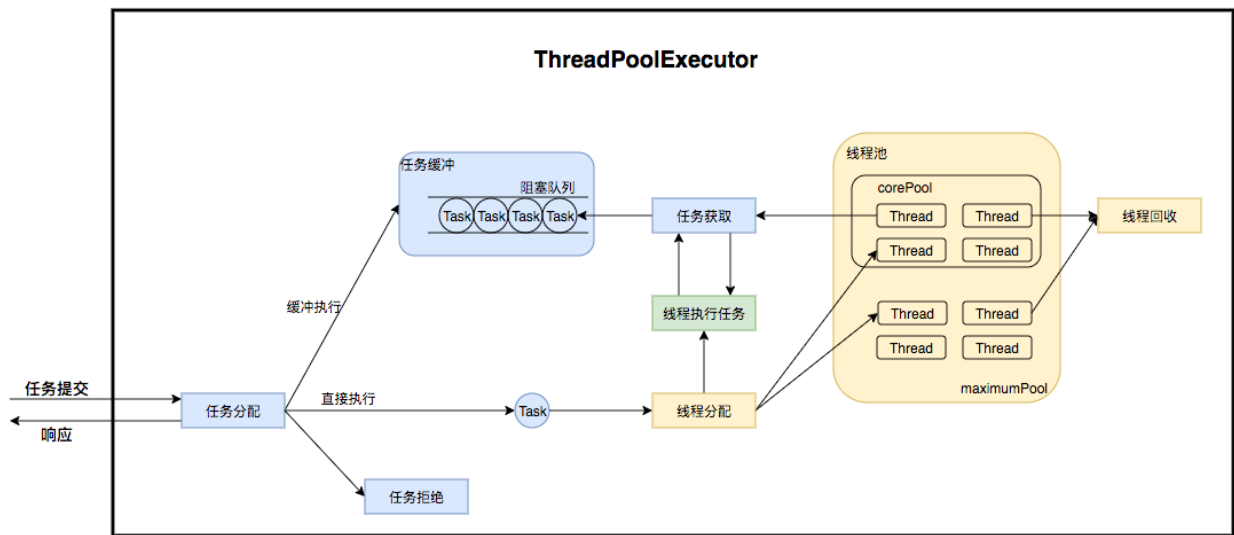 ThreadPoolExecutor
任务缓冲
阻塞队列
Task Task Task Task
任务获取
线程池
corePool
Thread Thread
Thread Thread
线程回收
缓冲执行
线程执行任务
Thread Thread
Thread Thread
maximumPool
任务提交
响应
任务分配
直接执行
Task
线程分配
任务拒绝